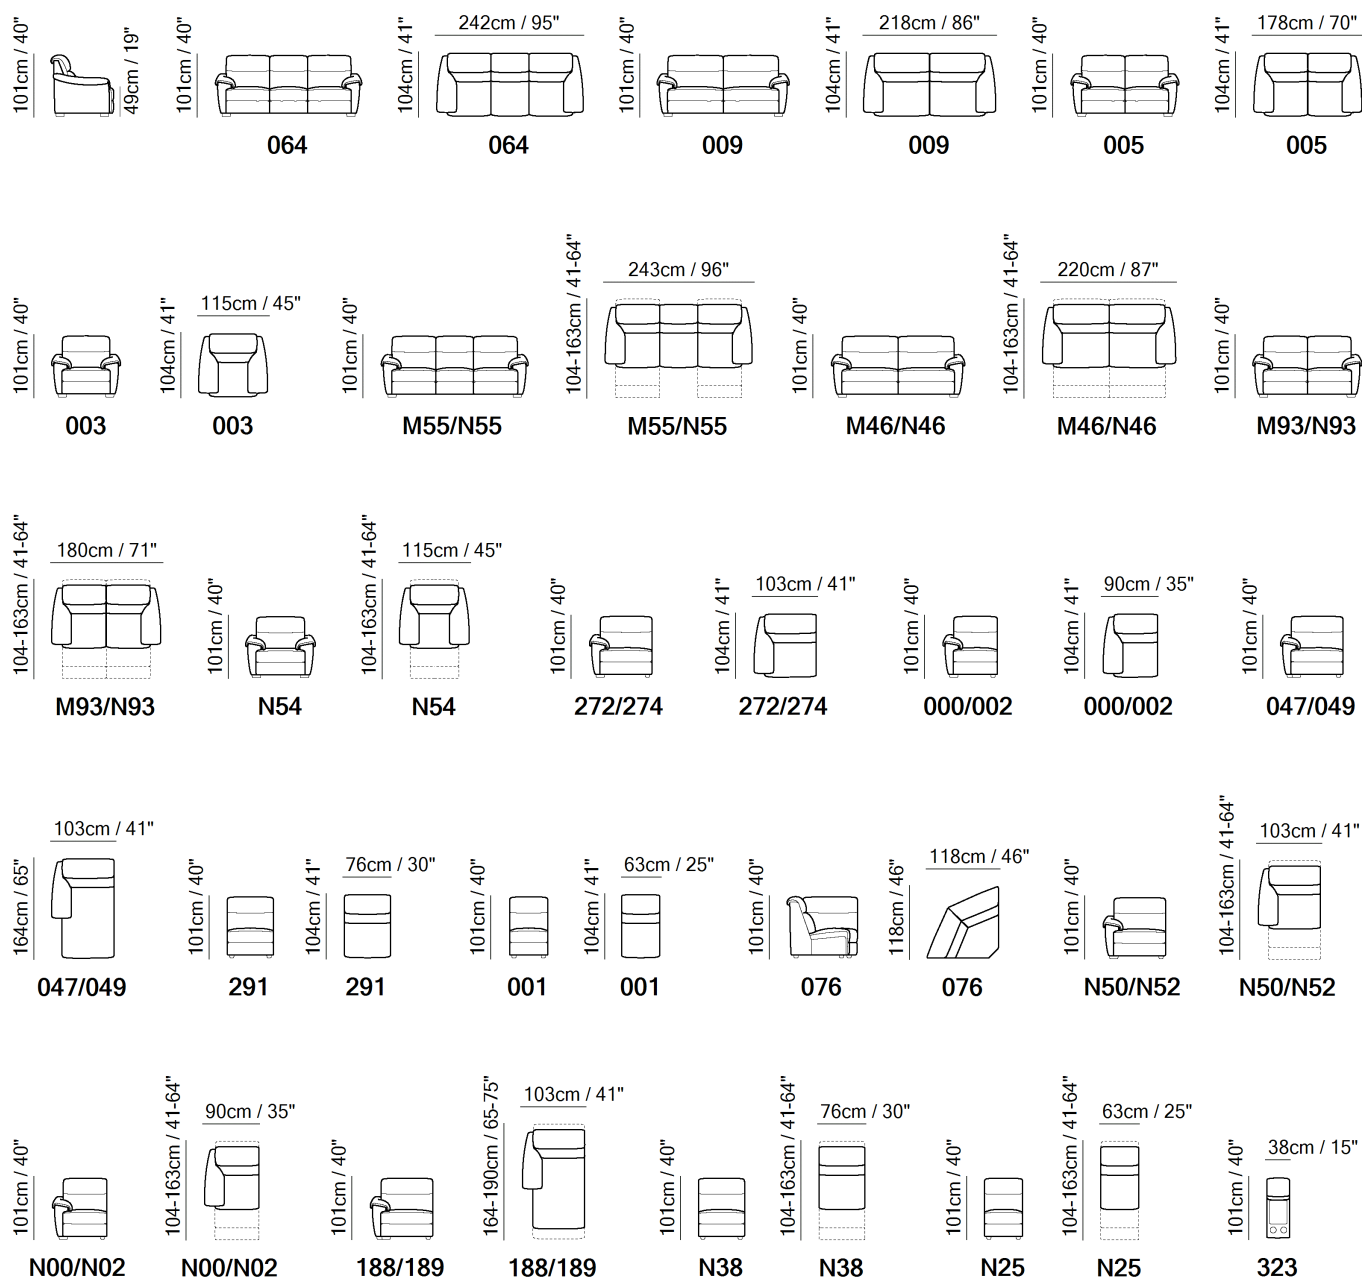 101cm / 40"
49cm / 19"
101cm / 40"
064
104cm / 41"
242cm / 95"
064
101cm / 40"
009
104cm / 41"
218cm / 86"
009
101cm / 40"
005
104cm / 41"
178cm / 70"
005
101cm / 40"
003
104cm / 41"
115cm / 45"
003
101cm / 40"
M55/N55
104-163cm / 41-64"
243cm / 96"
M55/N55
101cm / 40"
M46/N46
104-163cm / 41-64"
220cm / 87"
M46/N46
101cm / 40"
M93/N93
104-163cm / 41-64"
180cm / 71"
M93/N93
101cm / 40"
N54
104-163cm / 41-64"
115cm / 45"
N54
101cm / 40"
272/274
104cm / 41"
103cm / 41"
272/274
101cm / 40"
000/002
104cm / 41"
90cm / 35"
000/002
101cm / 40"
047/049
164cm / 65"
103cm / 41"
047/049
101cm / 40"
291
104cm / 41"
76cm / 30"
291
101cm / 40"
001
104cm / 41"
63cm / 25"
001
101cm / 40"
076
118cm / 46"
118cm / 46"
076
101cm / 40"
N50/N52
104-163cm / 41-64"
103cm / 41"
N50/N52
101cm / 40"
N00/N02
104-163cm / 41-64"
90cm / 35"
N00/N02
101cm / 40"
188/189
164-190cm / 65-75"
103cm / 41"
188/189
101cm / 40"
N38
104-163cm / 41-64"
76cm / 30"
N38
101cm / 40"
N25
104-163cm / 41-64"
63cm / 25"
N25
101cm / 40"
38cm / 15"
323